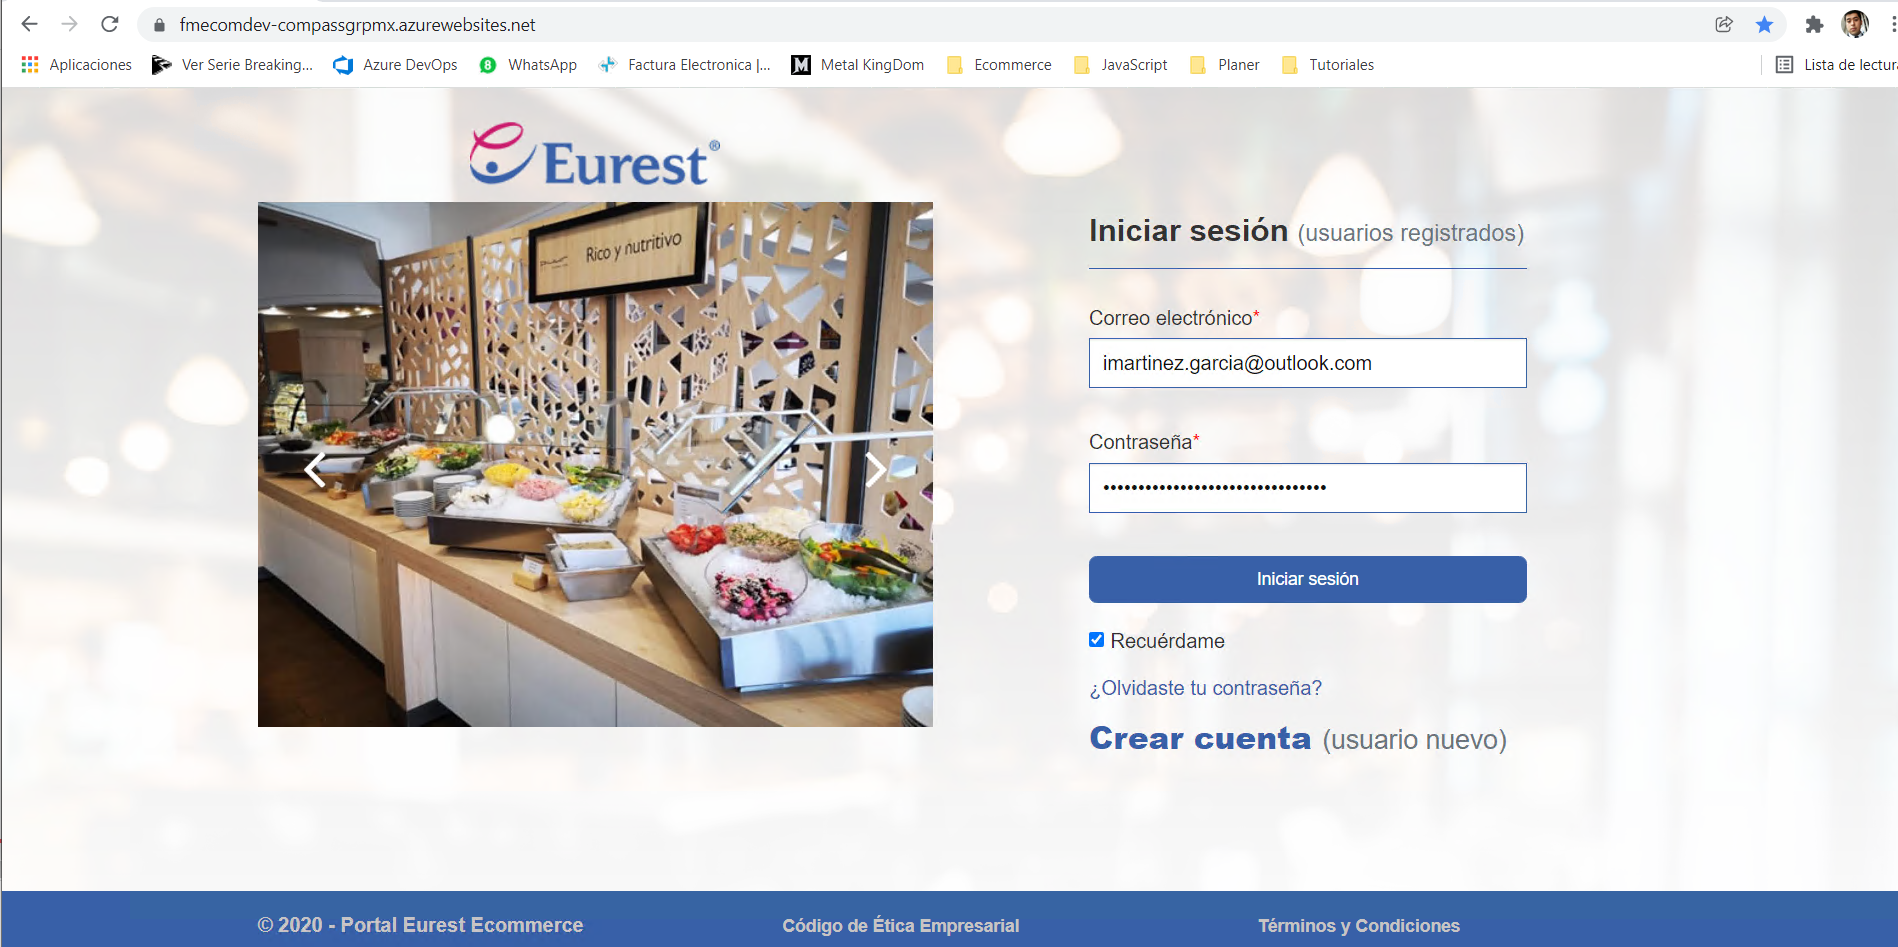 fmecomdev-compassgrpmx.azurewebsites.net
Aplicaciones
Ver Serie Breaking...
Azure DevOps
WhatsApp
Factura Electronica |...
Metal KingDom
Ecommerce
JavaScript
Planer
Tutoriales
Lista de lectura
Eurest®
Rico y nutritivo
Iniciar sesión (usuarios registrados)
Correo electrónico*
imartinez.garcia@outlook.com
Contraseña*
••••••••••••••••••••••••••••••••
Iniciar sesión
Recuérdame
¿Olvidaste tu contraseña?
Crear cuenta (usuario nuevo)
© 2020 - Portal Eurest Ecommerce
Código de Ética Empresarial
Términos y Condiciones